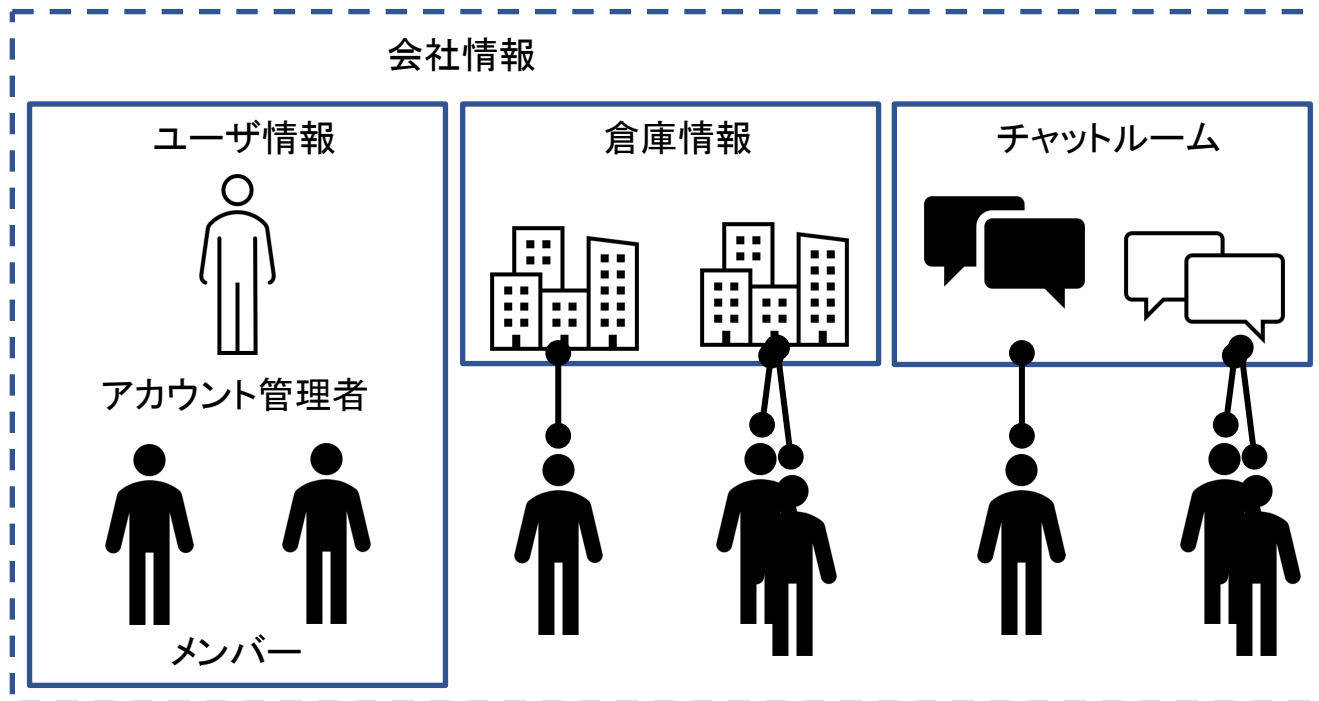 会社情報
ユーザ情報
倉庫情報
チャットルーム
アカウント管理者
メンバー